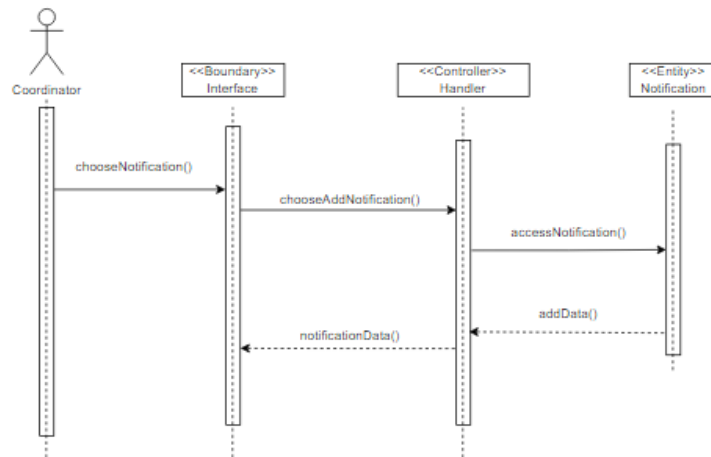 <<Boundary>>
Interface
<<Controller>>
Handler
<<Entity>>
Notification
Coordinator
chooseNotification()
chooseAddNotification()
accessNotification()
addData()
notificationData()